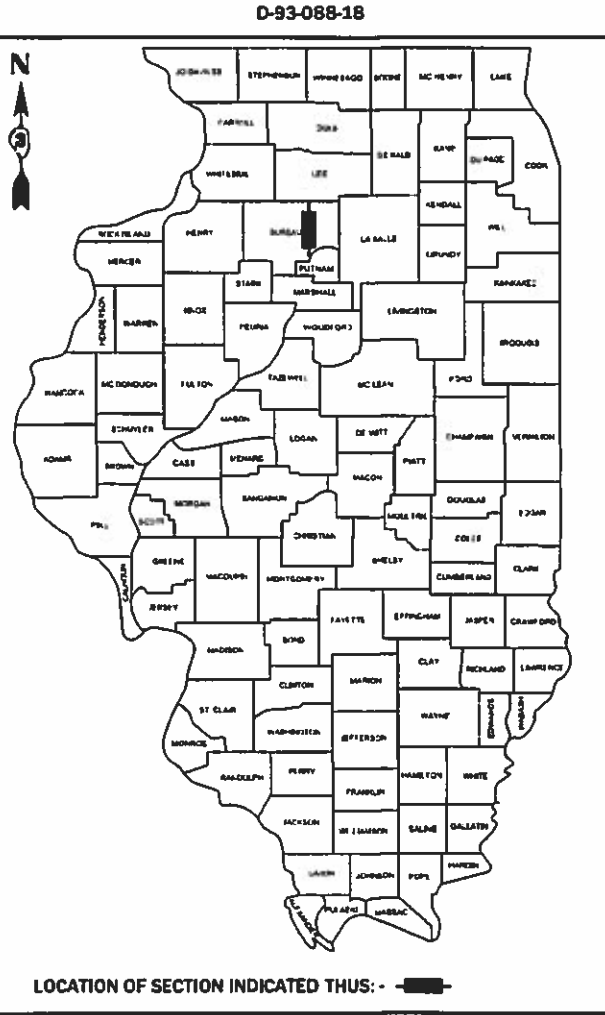 D-93-088-18
N
STEPHENSON WINNEBAGO BOONE MC HENRY LAKE
CARROLL
DE KALB KANE DU PAGE COOK
WHITESIDE LEE
KENDALL WILL
ROCK ISLAND HENRY BUREAU LA SALLE GRUNDY
MERCER PUTNAM
STARK MARSHALL KANKAKEE
HENDERSON WARREN KNOX PEORIA WOODFORD LIVINGSTON IROQUOIS
HANCOCK MC DONOUGH FULTON TAZEWELL MC LEAN FORD
SCHUYLER MASON LOGAN DE WITT CHAMPAIGN VERMILION
ADAMS BROWN CASS MENARD PIATT
MACON
SCOTT MORGAN SANGAMON DOUGLAS EDGAR
PIKE CHRISTIAN MOULTRIE COLES
GREENE MACOUPIN MONTGOMERY SHELBY CUMBERLAND CLARK
CALHOUN JERSEY
FAYETTE EFFINGHAM JASPER CRAWFORD
MADISON BOND
CLAY RICHLAND LAWRENCE
CLINTON MARION
ST CLAIR WAYNE EDWARDS WABASH
MONROE WASHINGTON JEFFERSON
RANDOLPH PERRY HAMILTON WHITE
FRANKLIN
JACKSON WILLIAMSON SALINE GALLATIN
UNION JOHNSON POPE HARDIN
ALEXANDER PULASKI MASSAC
LOCATION OF SECTION INDICATED THUS: -